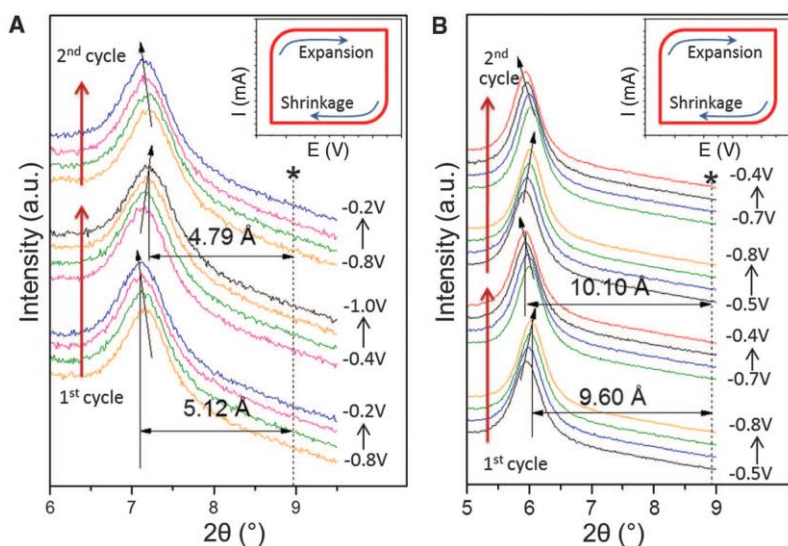 A
2nd cycle
1st cycle
I (mA)
Expansion
Shrinkage
E (V)
*
4.79 Å
5.12 Å
-0.2V
-0.8V
-1.0V
-0.4V
-0.2V
-0.8V
Intensity (a.u.)
5 6 7 8 9
2θ (°)
B
2nd
cycle
1st cycle
I (mA)
Expansion
Shrinkage
E (V)
*
10.10 Å
9.60 Å
-0.4V
-0.7V
-0.8V
-0.5V
-0.4V
-0.7V
-0.8V
-0.5V
Intensity (a.u.)
5 6 7 8 9
2θ (°)